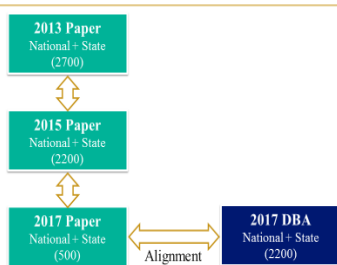 2013 Paper
National + State
(2700)
2015 Paper
National + State
(2200)
2017 Paper
National + State
(500)
Alignment
2017 DBA
National + State
(2200)